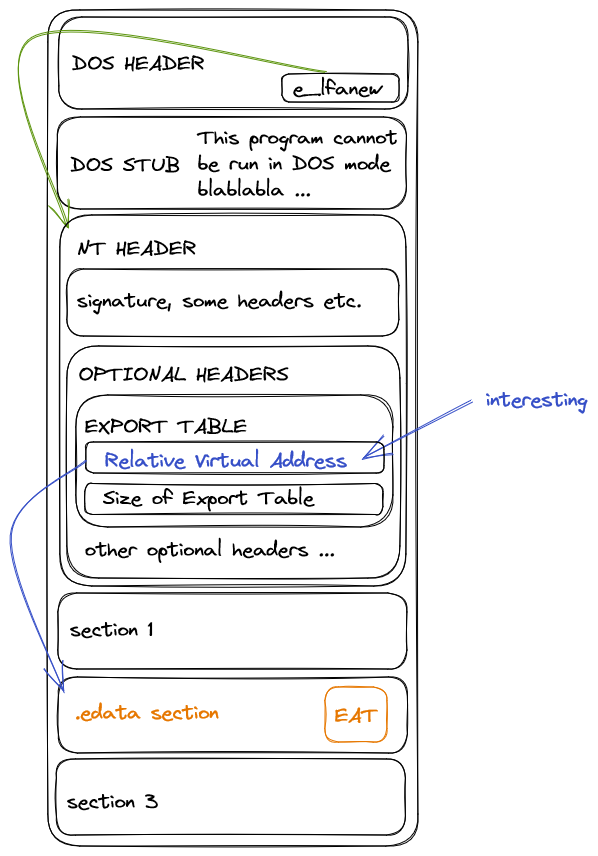 DOS HEADER
e_lfanew
DOS STUB
This program cannot
be run in DOS mode
blablabla ...
NT HEADER
signature, some headers etc.
OPTIONAL HEADERS
EXPORT TABLE
Relative Virtual Address
interesting
Size of Export Table
other optional headers ...
section 1
.edata section
EAT
section 3